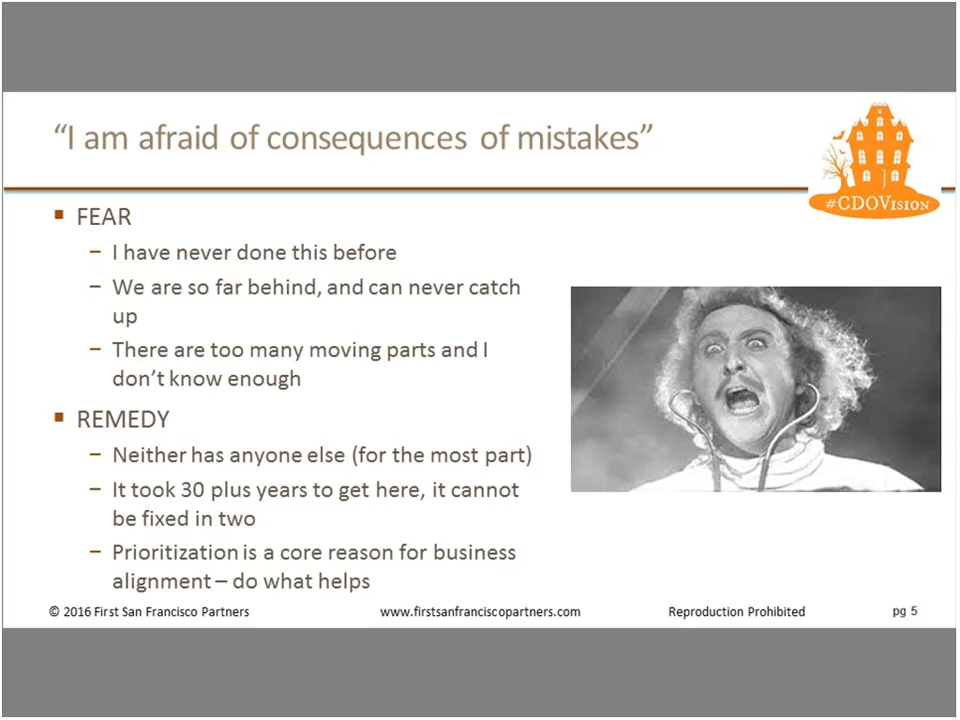 “I am afraid of consequences of mistakes”
#CDOVISION
▪ FEAR
– I have never done this before
– We are so far behind, and can never catch
up
– There are too many moving parts and I
don’t know enough
▪ REMEDY
– Neither has anyone else (for the most part)
– It took 30 plus years to get here, it cannot
be fixed in two
– Prioritization is a core reason for business
alignment – do what helps
© 2016 First San Francisco Partners www.firstsanfranciscopartners.com Reproduction Prohibited pg 5